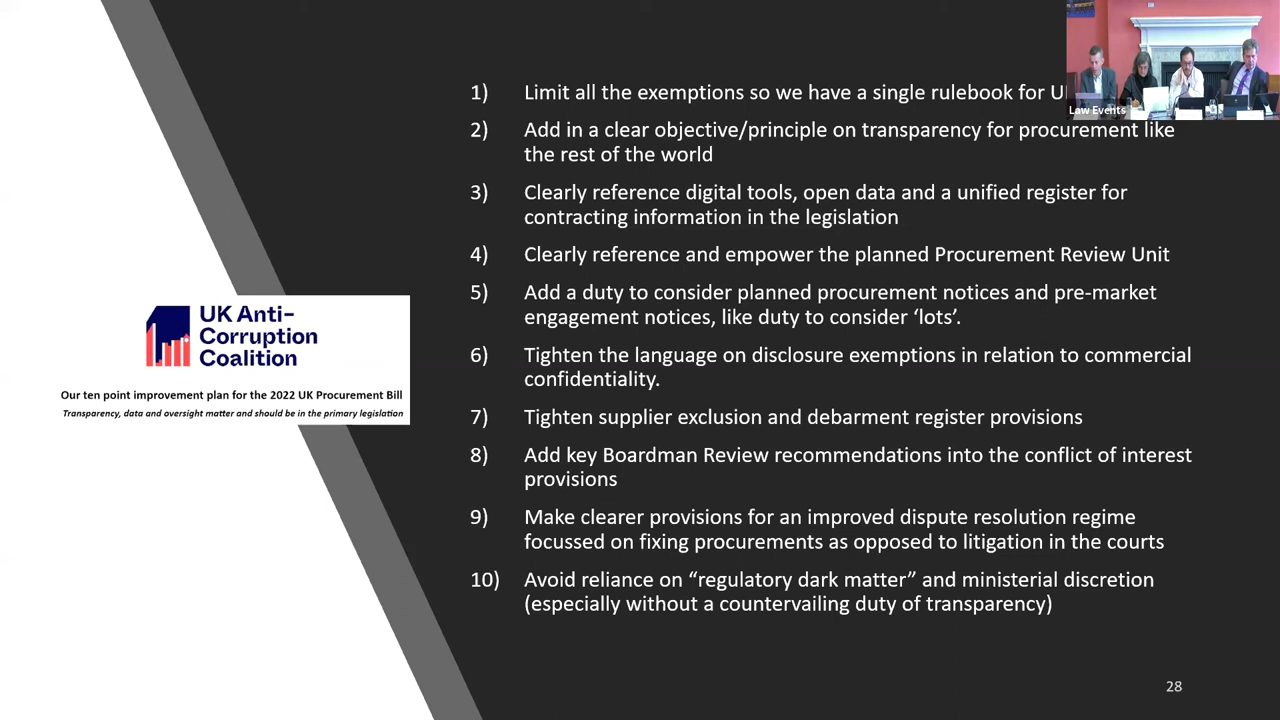 1) Limit all the exemptions so we have a single rulebook for
Law Events
2) Add in a clear objective/principle on transparency for procurement like
the rest of the world
3) Clearly reference digital tools, open data and a unified register for
contracting information in the legislation
4) Clearly reference and empower the planned Procurement Review Unit
5) Add a duty to consider planned procurement notices and pre-market
engagement notices, like duty to consider ‘lots’.
6) Tighten the language on disclosure exemptions in relation to commercial
confidentiality.
7) Tighten supplier exclusion and debarment register provisions
8) Add key Boardman Review recommendations into the conflict of interest
provisions
9) Make clearer provisions for an improved dispute resolution regime
focussed on fixing procurements as opposed to litigation in the courts
10) Avoid reliance on “regulatory dark matter” and ministerial discretion
(especially without a countervailing duty of transparency)
UK Anti-
Corruption
Coalition
Our ten point improvement plan for the 2022 UK Procurement Bill
Transparency, data and oversight matter and should be in the primary legislation
28